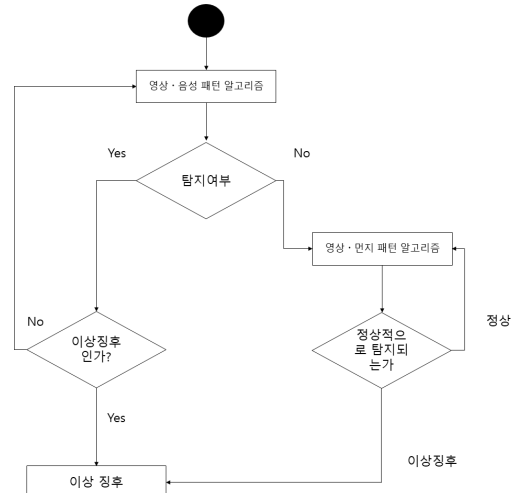 영상·음성 패턴 알고리즘
Yes
No
탐지여부
영상·먼지 패턴 알고리즘
No
이상징후
인가?
정상적으
로 탐지되
는가
정상
Yes
이상징후
이상 징후